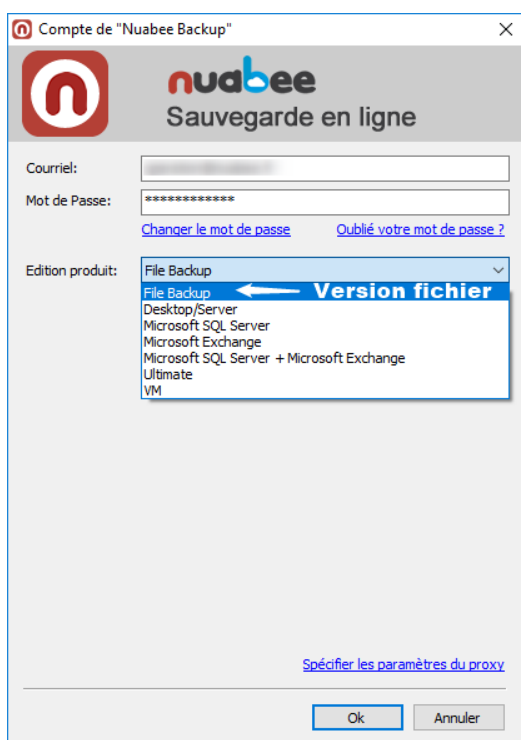 Compte de "Nuabee Backup"
nuabee
Sauvegarde en ligne
Courriel:
Mot de Passe: ************
Changer le mot de passe Oublié votre mot de passe ?
Edition produit: File Backup
File Backup Version fichier
Desktop/Server
Microsoft SQL Server
Microsoft Exchange
Microsoft SQL Server + Microsoft Exchange
Ultimate
VM
Spécifier les paramètres du proxy
Ok Annuler